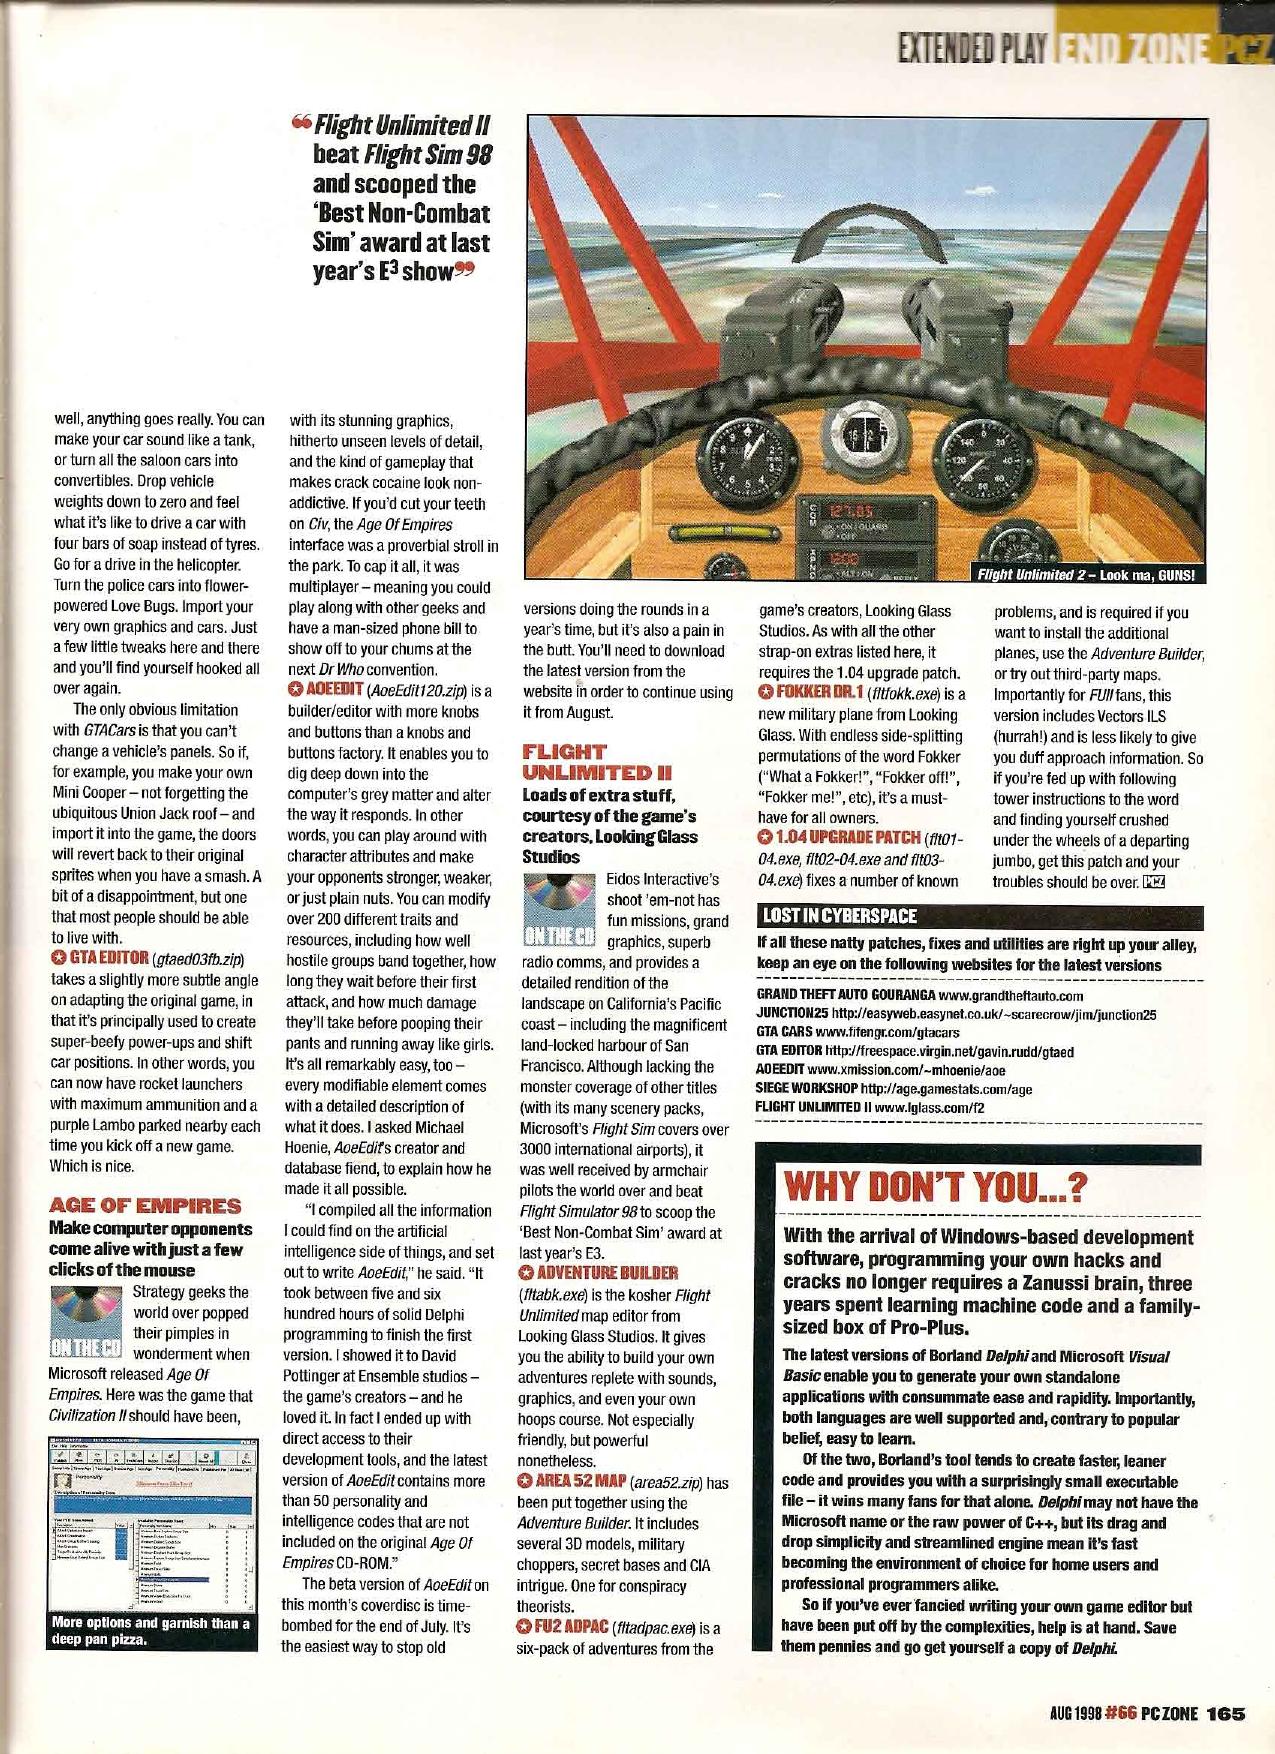 EXTENDED PLAY END ZONE PCZ
“Flight Unlimited II
beat Flight Sim 98
and scooped the
‘Best Non-Combat
Sim’ award at last
year's E3 show”
Flight Unlimited 2 – Look ma, GUNS!
well, anything goes really. You can
make your car sound like a tank,
or turn all the saloon cars into
convertibles. Drop vehicle
weights down to zero and feel
what it's like to drive a car with
four bars of soap instead of tyres.
Go for a drive in the helicopter.
Turn the police cars into flower-
powered Love Bugs. Import your
very own graphics and cars. Just
a few little tweaks here and there
and you'll find yourself hooked all
over again.
The only obvious limitation
with GTACars is that you can't
change a vehicle's panels. So if,
for example, you make your own
Mini Cooper – not forgetting the
ubiquitous Union Jack roof – and
import it into the game, the doors
will revert back to their original
sprites when you have a smash. A
bit of a disappointment, but one
that most people should be able
to live with.
GTA EDITOR (gtaed03fb.zip)
takes a slightly more subtle angle
on adapting the original game, in
that it's principally used to create
super-beefy power-ups and shift
car positions. In other words, you
can now have rocket launchers
with maximum ammunition and a
purple Lambo parked nearby each
time you kick off a new game.
Which is nice.
AGE OF EMPIRES
Make computer opponents
come alive with just a few
clicks of the mouse
ON THE CD
Strategy geeks the
world over popped
their pimples in
wonderment when
Microsoft released Age Of
Empires. Here was the game that
Civilization II should have been,
Personality
More options and garnish than a
deep pan pizza.
with its stunning graphics,
hitherto unseen levels of detail,
and the kind of gameplay that
makes crack cocaine look non-
addictive. If you'd cut your teeth
on Civ, the Age Of Empires
interface was a proverbial stroll in
the park. To cap it all, it was
multiplayer – meaning you could
play along with other geeks and
have a man-sized phone bill to
show off to your chums at the
next Dr Who convention.
AOEEDIT (AoeEdit120.zip) is a
builder/editor with more knobs
and buttons than a knobs and
buttons factory. It enables you to
dig deep down into the
computer's grey matter and alter
the way it responds. In other
words, you can play around with
character attributes and make
your opponents stronger, weaker,
or just plain nuts. You can modify
over 200 different traits and
resources, including how well
hostile groups band together, how
long they wait before their first
attack, and how much damage
they'll take before pooping their
pants and running away like girls.
It's all remarkably easy, too –
every modifiable element comes
with a detailed description of
what it does. I asked Michael
Hoenie, AoeEdit's creator and
database fiend, to explain how he
made it all possible.
“I compiled all the information
I could find on the artificial
intelligence side of things, and set
out to write AoeEdit,” he said. “It
took between five and six
hundred hours of solid Delphi
programming to finish the first
version. I showed it to David
Pottinger at Ensemble studios –
the game's creators – and he
loved it. In fact I ended up with
direct access to their
development tools, and the latest
version of AoeEdit contains more
than 50 personality and
intelligence codes that are not
included on the original Age Of
Empires CD-ROM.”
The beta version of AoeEdit on
this month's coverdisc is time-
bombed for the end of July. It's
the easiest way to stop old
versions doing the rounds in a
year's time, but it's also a pain in
the butt. You'll need to download
the latest version from the
website in order to continue using
it from August.
FLIGHT
UNLIMITED II
Loads of extra stuff,
courtesy of the game's
creators, Looking Glass
Studios
ON THE CD
Eidos Interactive's
shoot 'em-not has
fun missions, grand
graphics, superb
radio comms, and provides a
detailed rendition of the
landscape on California's Pacific
coast – including the magnificent
land-locked harbour of San
Francisco. Although lacking the
monster coverage of other titles
(with its many scenery packs,
Microsoft's Flight Sim covers over
3000 international airports), it
was well received by armchair
pilots the world over and beat
Flight Simulator 98 to scoop the
‘Best Non-Combat Sim’ award at
last year's E3.
ADVENTURE BUILDER
(fltabk.exe) is the kosher Flight
Unlimited map editor from
Looking Glass Studios. It gives
you the ability to build your own
adventures replete with sounds,
graphics, and even your own
hoops course. Not especially
friendly, but powerful
nonetheless.
AREA 52 MAP (area52.zip) has
been put together using the
Adventure Builder. It includes
several 3D models, military
choppers, secret bases and CIA
intrigue. One for conspiracy
theorists.
FU2 ADPAC (fltadpac.exe) is a
six-pack of adventures from the
game's creators, Looking Glass
Studios. As with all the other
strap-on extras listed here, it
requires the 1.04 upgrade patch.
FOKKER DR.1 (fltfokk.exe) is a
new military plane from Looking
Glass. With endless side-splitting
permutations of the word Fokker
(“What a Fokker!”, “Fokker off!”,
“Fokker me!”, etc), it's a must-
have for all owners.
1.04 UPGRADE PATCH (flt01-
04.exe, flt02-04.exe and flt03-
04.exe) fixes a number of known
problems, and is required if you
want to install the additional
planes, use the Adventure Builder,
or try out third-party maps.
Importantly for FUII fans, this
version includes Vectors ILS
(hurrah!) and is less likely to give
you duff approach information. So
if you're fed up with following
tower instructions to the word
and finding yourself crushed
under the wheels of a departing
jumbo, get this patch and your
troubles should be over. PCZ
LOST IN CYBERSPACE
If all these natty patches, fixes and utilities are right up your alley,
keep an eye on the following websites for the latest versions
GRAND THEFT AUTO GOURANGA www.grandtheftauto.com
JUNCTION25 http://easyweb.easynet.co.uk/~scarecrow/jim/junction25
GTA CARS www.fifengr.com/gtacars
GTA EDITOR http://freespace.virgin.net/gavin.rudd/gtaed
AOEEDIT www.xmission.com/~mhoenie/aoe
SIEGE WORKSHOP http://age.gamestats.com/age
FLIGHT UNLIMITED II www.lglass.com/f2
WHY DON'T YOU...?
With the arrival of Windows-based development
software, programming your own hacks and
cracks no longer requires a Zanussi brain, three
years spent learning machine code and a family-
sized box of Pro-Plus.
The latest versions of Borland Delphi and Microsoft Visual
Basic enable you to generate your own standalone
applications with consummate ease and rapidity. Importantly,
both languages are well supported and, contrary to popular
belief, easy to learn.
Of the two, Borland's tool tends to create faster, leaner
code and provides you with a surprisingly small executable
file – it wins many fans for that alone. Delphi may not have the
Microsoft name or the raw power of C++, but its drag and
drop simplicity and streamlined engine mean it's fast
becoming the environment of choice for home users and
professional programmers alike.
So if you've ever fancied writing your own game editor but
have been put off by the complexities, help is at hand. Save
them pennies and go get yourself a copy of Delphi.
AUG 1998 #66 PC ZONE 165